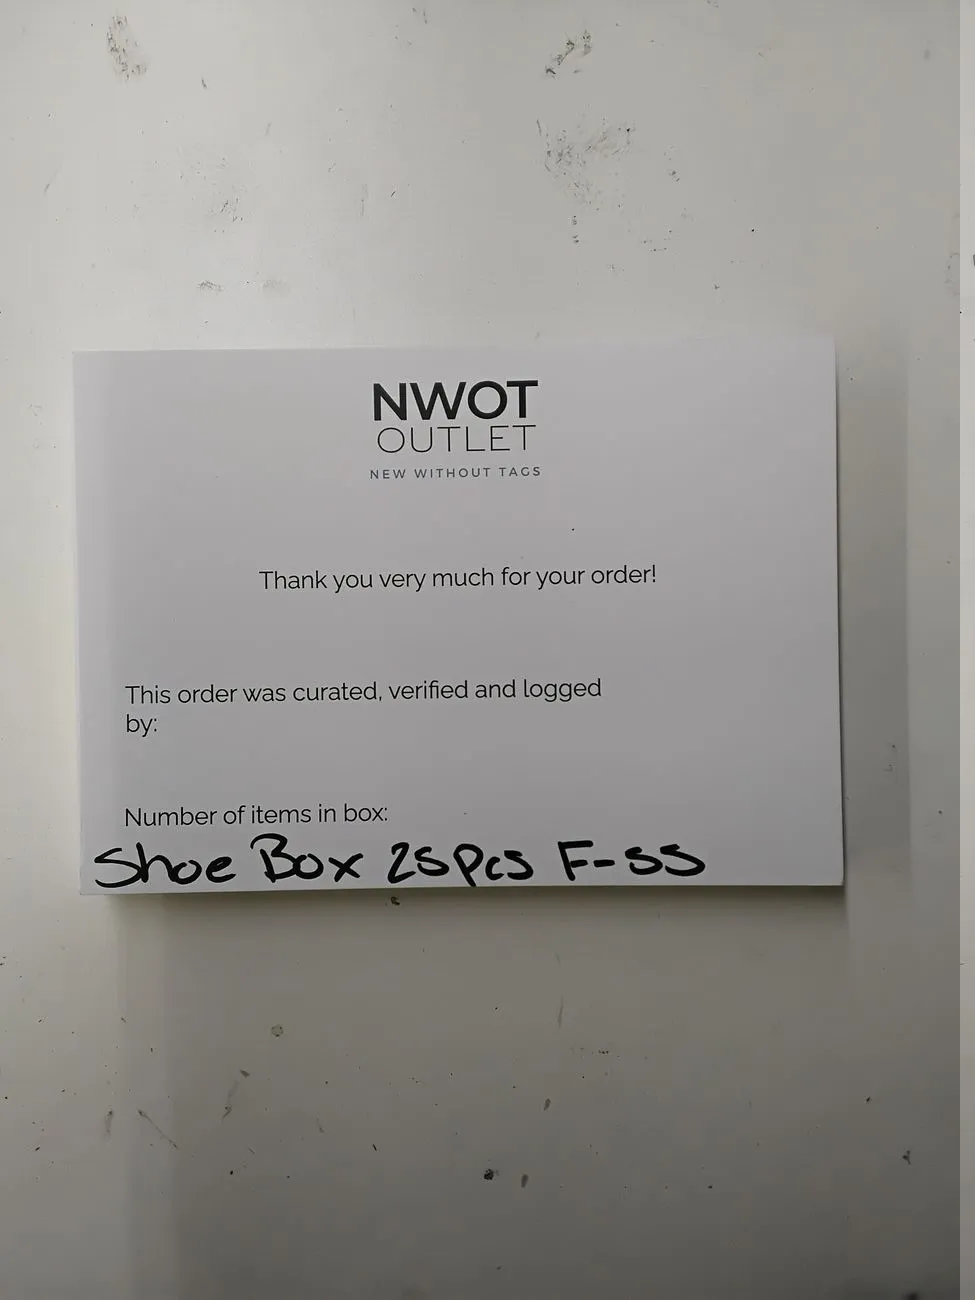 NWOT
OUTLET
NEW WITHOUT TAGS
Thank you very much for your order!
This order was curated, verified and logged
by:
Number of items in box:
Shoe Box 25Pcs F-SS